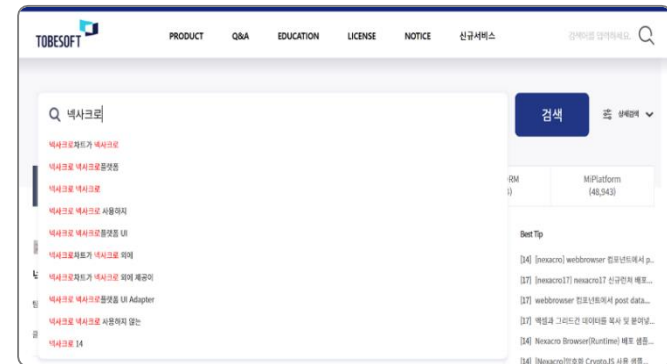 TOBESOFT
PRODUCT Q&A EDUCATION LICENSE NOTICE 신규서비스 검색어를 입력하세요.
넥사크로
검색 상세검색
넥사크로차트가 넥사크로
넥사크로 넥사크로플랫폼
넥사크로 넥사크로
넥사크로 넥사크로 사용하지
넥사크로 넥사크로플랫폼 UI
넥사크로차트가 넥사크로 외에
넥사크로차트가 넥사크로 외에 제공이
넥사크로 넥사크로플랫폼 UI Adapter
넥사크로 넥사크로 사용하지 않는
넥사크로 14
RM
MiPlatform
(48,943)
Best Tip
[14] [nexacro] webbrowser 컴포넌트에서 p..
[17] [nexacro17] nexacro17 신규런처 배포...
[17] webbrowser 컴포넌트에서 post data...
[17] 엑셀과 그리드간 데이터를 복사 및 붙여넣...
[14] Nexacro Browser(Runtime) 배포 샘플...
[14] [Nexacro]암호화 CryptoJS 사용 샘플...